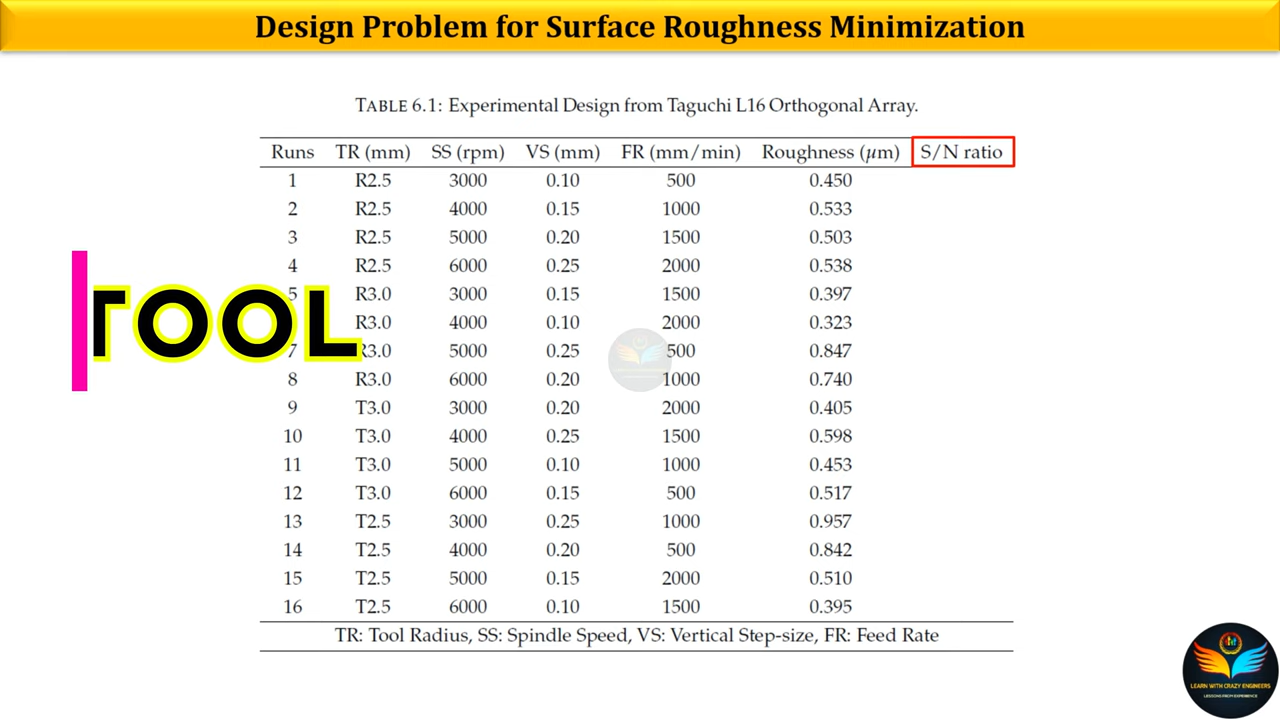 Design Problem for Surface Roughness Minimization
TABLE 6.1: Experimental Design from Taguchi L16 Orthogonal Array.
Runs TR (mm) SS (rpm) VS (mm) FR (mm/min) Roughness (µm) S/N ratio
1 R2.5 3000 0.10 500 0.450
2 R2.5 4000 0.15 1000 0.533
3 R2.5 5000 0.20 1500 0.503
4 R2.5 6000 0.25 2000 0.538
5 R3.0 3000 0.15 1500 0.397
R3.0 4000 0.10 2000 0.323
7 R3.0 5000 0.25 500 0.847
8 R3.0 6000 0.20 1000 0.740
9 T3.0 3000 0.20 2000 0.405
10 T3.0 4000 0.25 1500 0.598
11 T3.0 5000 0.10 1000 0.453
12 T3.0 6000 0.15 500 0.517
13 T2.5 3000 0.25 1000 0.957
14 T2.5 4000 0.20 500 0.842
15 T2.5 5000 0.15 2000 0.510
16 T2.5 6000 0.10 1500 0.395
TR: Tool Radius, SS: Spindle Speed, VS: Vertical Step-size, FR: Feed Rate
TOOL
LEARN WITH CRAZY ENGINEERS
LESSONS FROM EXPERIENCE